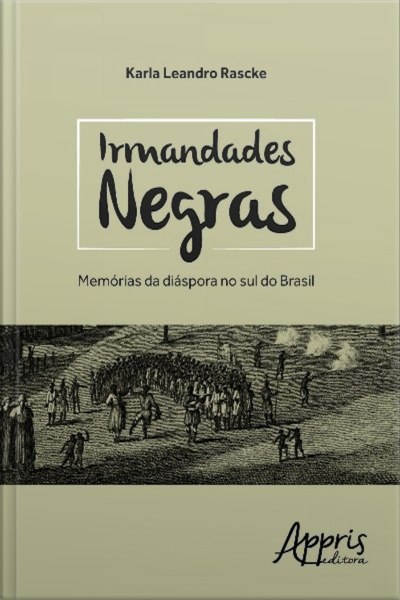 Karla Leandro Rascke
Irmandades
Negras
Memórias da diáspora no sul do Brasil
Appris
editora